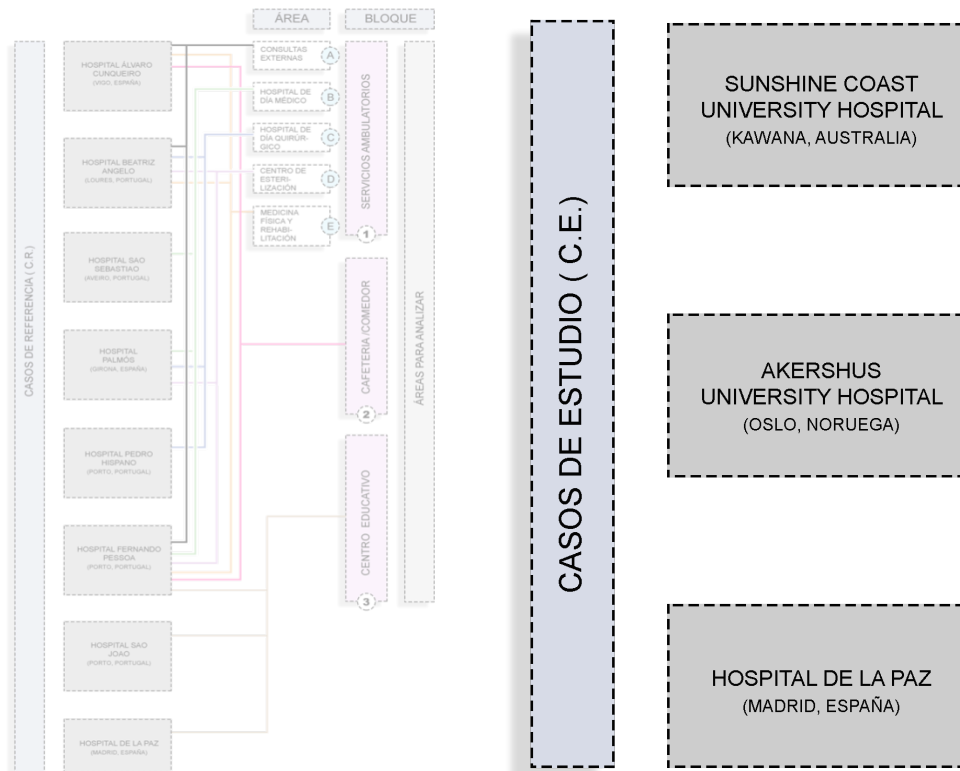 ÁREA
BLOQUE
CASOS DE REFERENCIA ( C.R.)
HOSPITAL ÁLVARO
CUNQUEIRO
(VIGO, ESPAÑA)
HOSPITAL BEATRIZ
ANGELO
(LOURES, PORTUGAL)
HOSPITAL SAO
SEBASTIAO
(AVEIRO, PORTUGAL)
HOSPITAL
PALMÓS
(GIRONA, ESPAÑA)
HOSPITAL PEDRO
HISPANO
(PORTO, PORTUGAL)
HOSPITAL FERNANDO
PESSOA
(PORTO, PORTUGAL)
HOSPITAL SAO
JOAO
(PORTO, PORTUGAL)
HOSPITAL DE LA PAZ
(MADRID, ESPAÑA)
CONSULTAS
EXTERNAS
A
HOSPITAL DE
DÍA MÉDICO
B
HOSPITAL DE
DÍA QUIRÚR-
GICO
C
CENTRO DE
ESTERI-
LIZACIÓN
D
MEDICINA
FÍSICA Y
REHABI-
LITACIÓN
E
SERVICIOS AMBULATORIOS
1
CAFETERIA /COMEDOR
2
CENTRO EDUCATIVO
3
ÁREAS PARA ANALIZAR
CASOS DE ESTUDIO ( C.E.)
SUNSHINE COAST
UNIVERSITY HOSPITAL
(KAWANA, AUSTRALIA)
AKERSHUS
UNIVERSITY HOSPITAL
(OSLO, NORUEGA)
HOSPITAL DE LA PAZ
(MADRID, ESPAÑA)